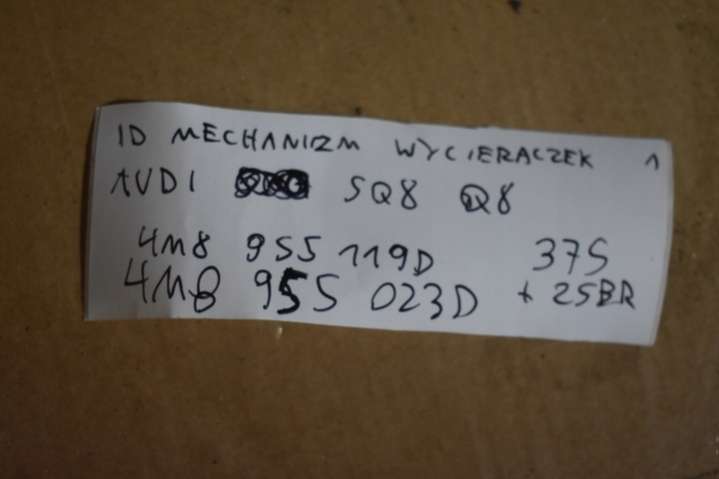 ID MECHANIZM WYCIERACZEK 1
AUDI SQ8 Q8
4M8 955 119D 375
4M8 955 023D + 25BR